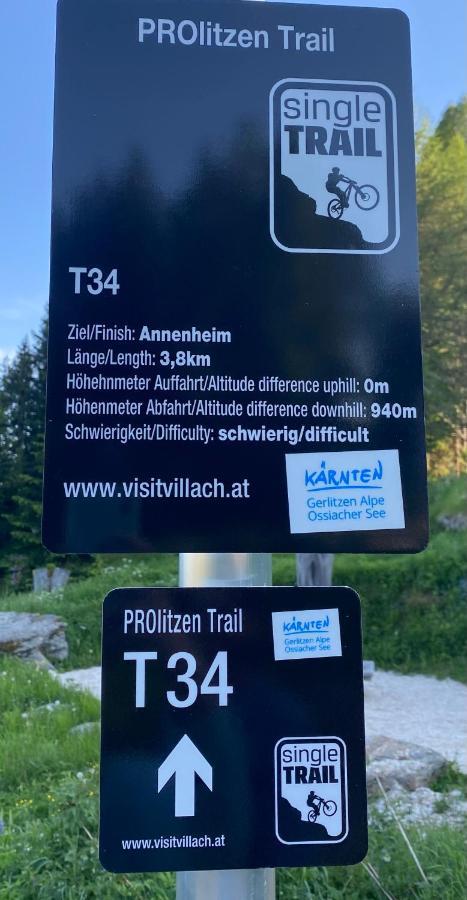 PROlitzen Trail
single
TRAIL
T34
Ziel/Finish: Annenheim
Länge/Length: 3,8km
Höhehnmeter Auffahrt/Altitude difference uphill: 0m
Höhenmeter Abfahrt/Altitude difference downhill: 940m
Schwierigkeit/Difficulty: schwierig/difficult
www.visitvillach.at
KÄRNTEN
Gerlitzen Alpe
Ossiacher See
PROlitzen Trail
KÄRNTEN
Gerlitzen Alpe
Ossiacher See
T34
single
TRAIL
www.visitvillach.at